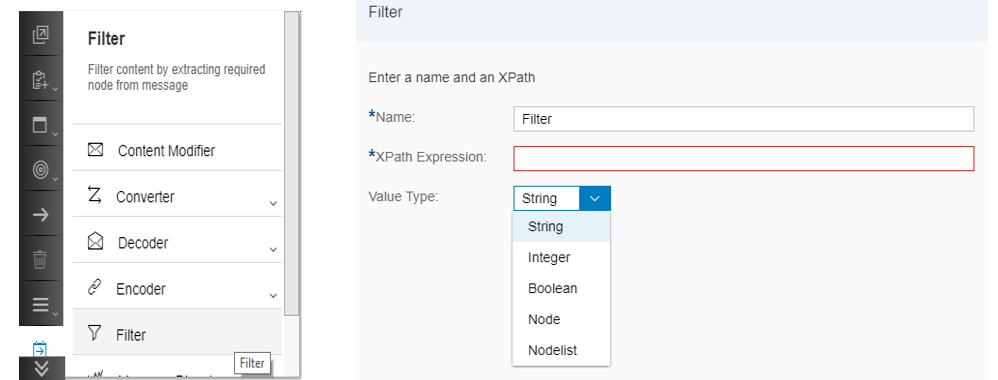 Filter
Filter content by extracting required
node from message
Content Modifier
Converter
Decoder
Encoder
Filter
Filter
Filter
Enter a name and an XPath
*Name:
Filter
*XPath Expression:
Value Type:
String
String
Integer
Boolean
Node
Nodelist